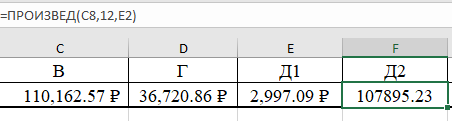 =ПРОИЗВЕД(C8,12,E2)
C D E F
В Г Д1 Д2
110,162.57 ₽ 36,720.86 ₽ 2,997.09 ₽ 107895.23